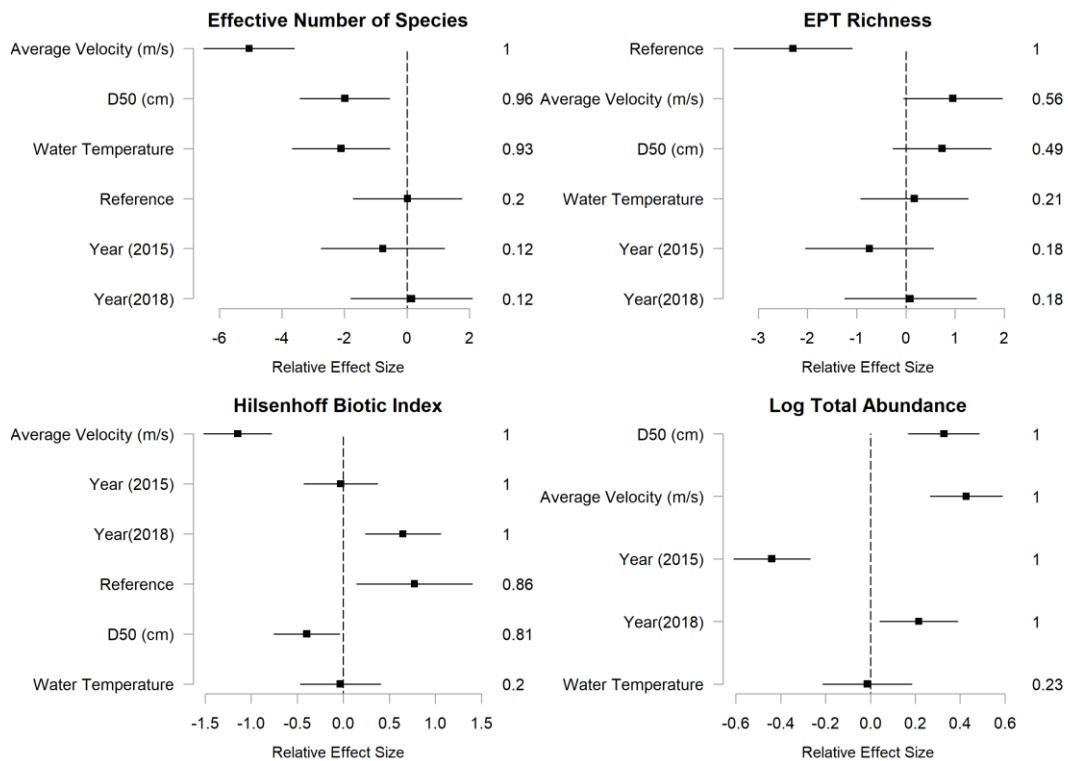 Effective Number of Species
Average Velocity (m/s) 1
D50 (cm) 0.96
Water Temperature 0.93
Reference 0.2
Year (2015) 0.12
Year(2018) 0.12
-6 -4 -2 0 2
Relative Effect Size
EPT Richness
Reference 1
Average Velocity (m/s) 0.56
D50 (cm) 0.49
Water Temperature 0.21
Year (2015) 0.18
Year(2018) 0.18
-3 -2 -1 0 1 2
Relative Effect Size
Hilsenhoff Biotic Index
Average Velocity (m/s) 1
Year (2015) 1
Year(2018) 1
Reference 0.86
D50 (cm) 0.81
Water Temperature 0.2
-1.5 -1.0 -0.5 0.0 0.5 1.0 1.5
Relative Effect Size
Log Total Abundance
D50 (cm) 1
Average Velocity (m/s) 1
Year (2015) 1
Year(2018) 1
Water Temperature 0.23
-0.6 -0.4 -0.2 0.0 0.2 0.4 0.6
Relative Effect Size